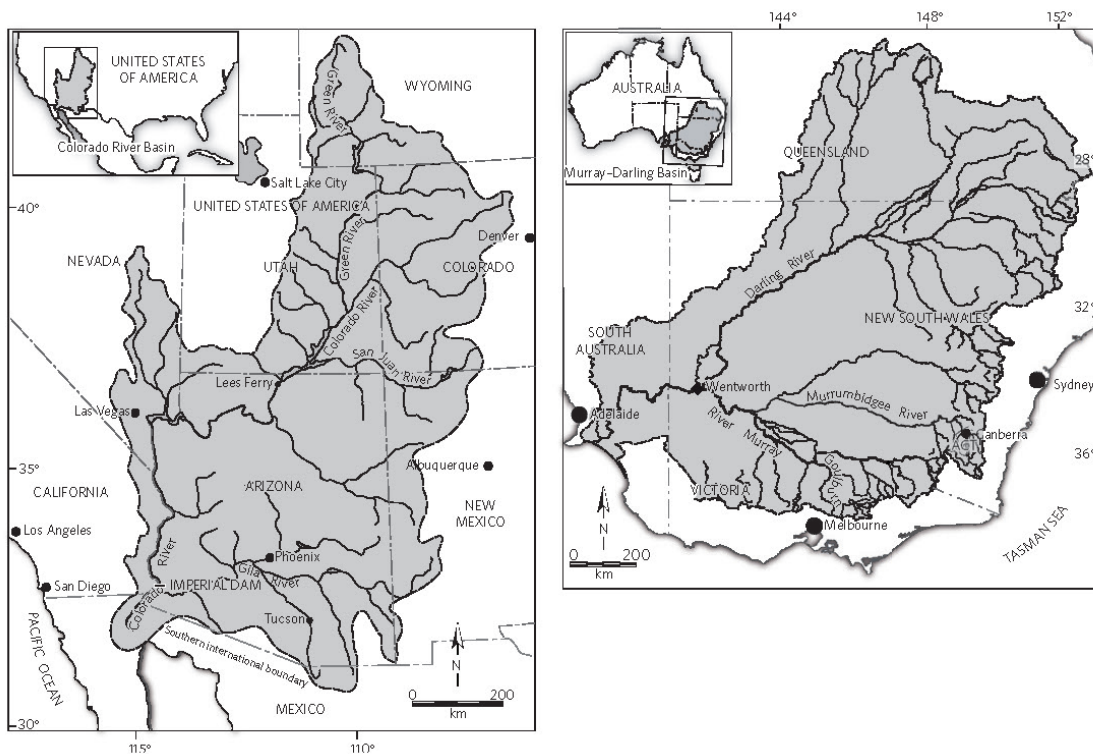 UNITED STATES
OF AMERICA
Colorado River Basin
WYOMING
Green River
Salt Lake City
UNITED STATES OF AMERICA
40°
Denver
NEVADA
UTAH
Green River
COLORADO
Colorado River
San Juan River
Lees Ferry
Las Vegas
35°
Albuquerque
CALIFORNIA
ARIZONA
NEW
MEXICO
Los Angeles
Phoenix
Gila River
San Diego
IMPERIAL DAM
Colorado River
Tucson
Southern international boundary
PACIFIC OCEAN
N
0 200
km
MEXICO
30°
115° 110°
144° 148° 152°
AUSTRALIA
Murray-Darling Basin
QUEENSLAND
28°
Darling River
32°
NEW SOUTH WALES
SOUTH
AUSTRALIA
Wentworth
Sydney
Adelaide
Murrumbidgee River
River Murray
Canberra
ACT
36°
Goulburn
VICTORIA
N
0 200
km
Melbourne
TASMAN SEA